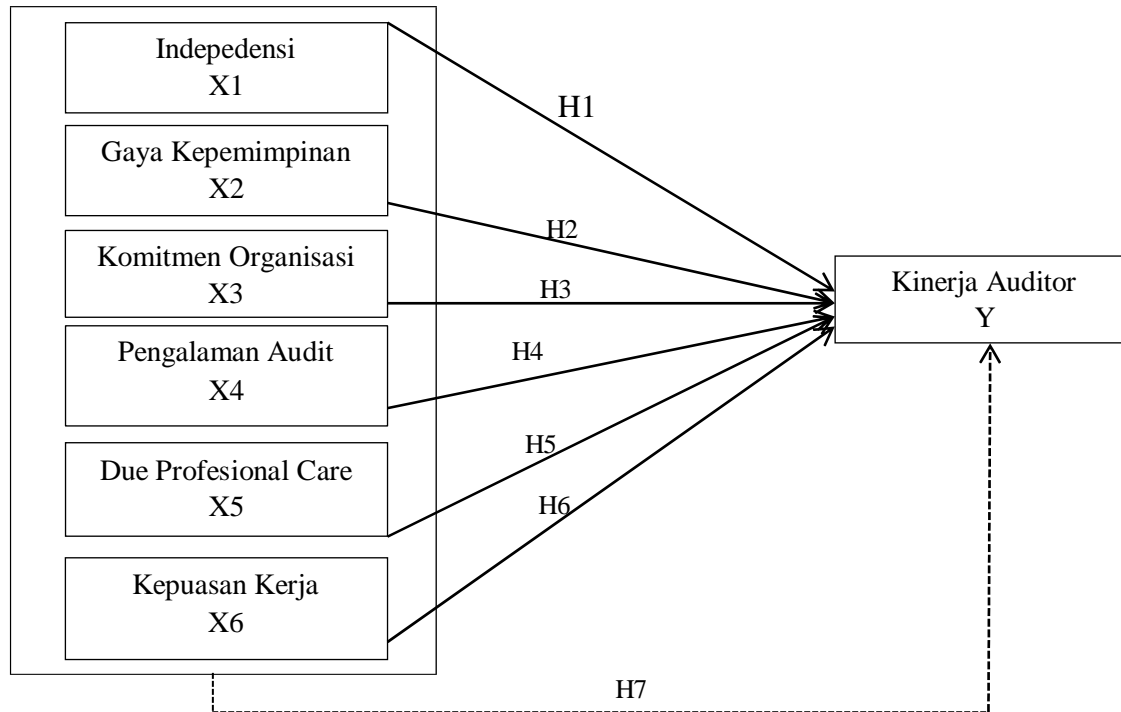 Indepedensi
X1
H1
Gaya Kepemimpinan
X2
H2
Komitmen Organisasi
X3
H3
Kinerja Auditor
Y
Pengalaman Audit
X4
H4
Due Profesional Care
X5
H5
Kepuasan Kerja
X6
H6
H7